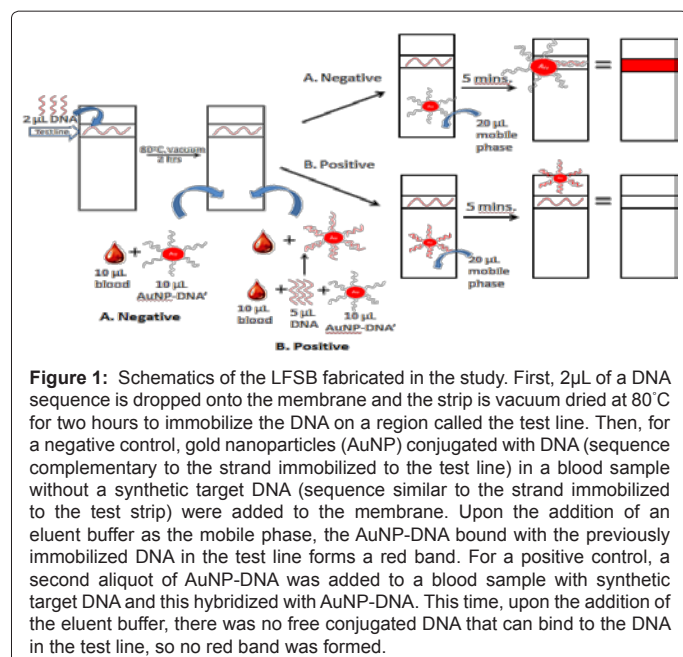 A. Negative
5 mins.
=
2 µL DNA
Testline
80°C, vacuum
2 hrs
20 µL
mobile
phase
B. Positive
5 mins.
=
20 µL
mobile
phase
Au
Au
Au
Au
Au
Au
Au
+
10 µL
blood
10 µL
AuNP-DNA'
A. Negative
+
+
+
10 µL
blood
5 µL
DNA
10 µL
AuNP-DNA'
B. Positive
Figure 1: Schematics of the LFSB fabricated in the study. First, 2µL of a DNA
sequence is dropped onto the membrane and the strip is vacuum dried at 80˚C
for two hours to immobilize the DNA on a region called the test line. Then, for
a negative control, gold nanoparticles (AuNP) conjugated with DNA (sequence
complementary to the strand immobilized to the test line) in a blood sample
without a synthetic target DNA (sequence similar to the strand immobilized
to the test strip) were added to the membrane. Upon the addition of an
eluent buffer as the mobile phase, the AuNP-DNA bound with the previously
immobilized DNA in the test line forms a red band. For a positive control, a
second aliquot of AuNP-DNA was added to a blood sample with synthetic
target DNA and this hybridized with AuNP-DNA. This time, upon the addition of
the eluent buffer, there was no free conjugated DNA that can bind to the DNA
in the test line, so no red band was formed.